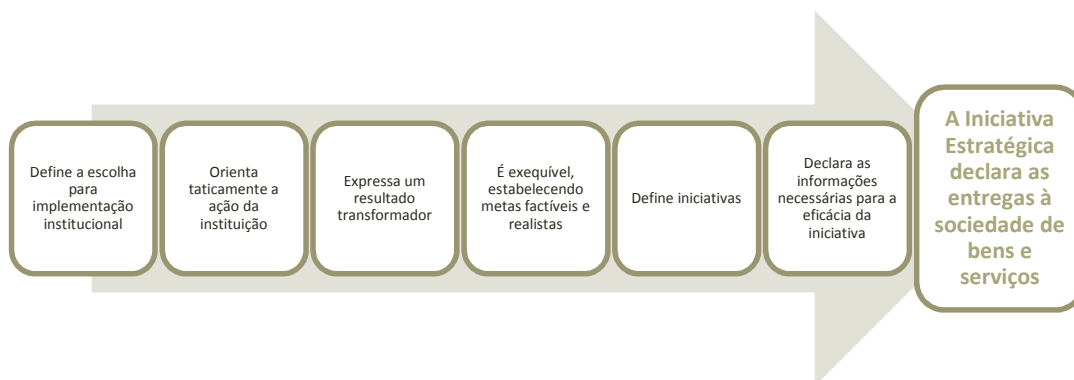 Define a escolha
para
implementação
institucional
Orienta
taticamente a
ação da
instituição
Expressa um
resultado
transformador
É exequível,
estabelecendo
metas factíveis e
realistas
Define iniciativas
Declara as
informações
necessárias para a
eficácia da
iniciativa
A Iniciativa
Estratégica
declara as
entregas à
sociedade de
bens e
serviços